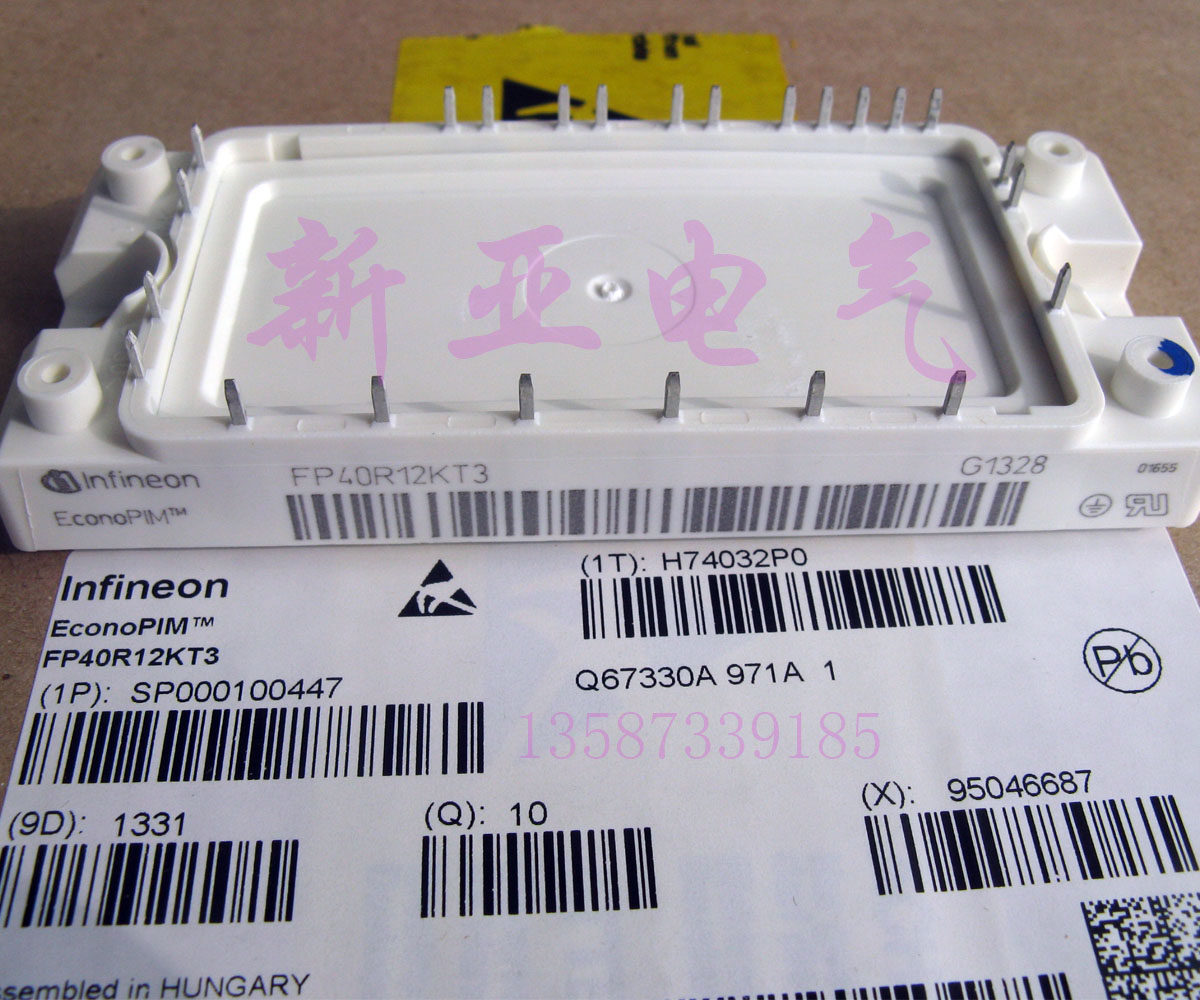 新亚电气
Infineon
FP40R12KT3
G1328
01655
EconoPIM™
Infineon
EconoPIM™
FP40R12KT3
(1P): SP000100447
(1T): H74032P0
Q67330A 971A 1
Pb
13587339185
(9D): 1331
(Q): 10
(X): 95046687
ssembled in HUNGARY